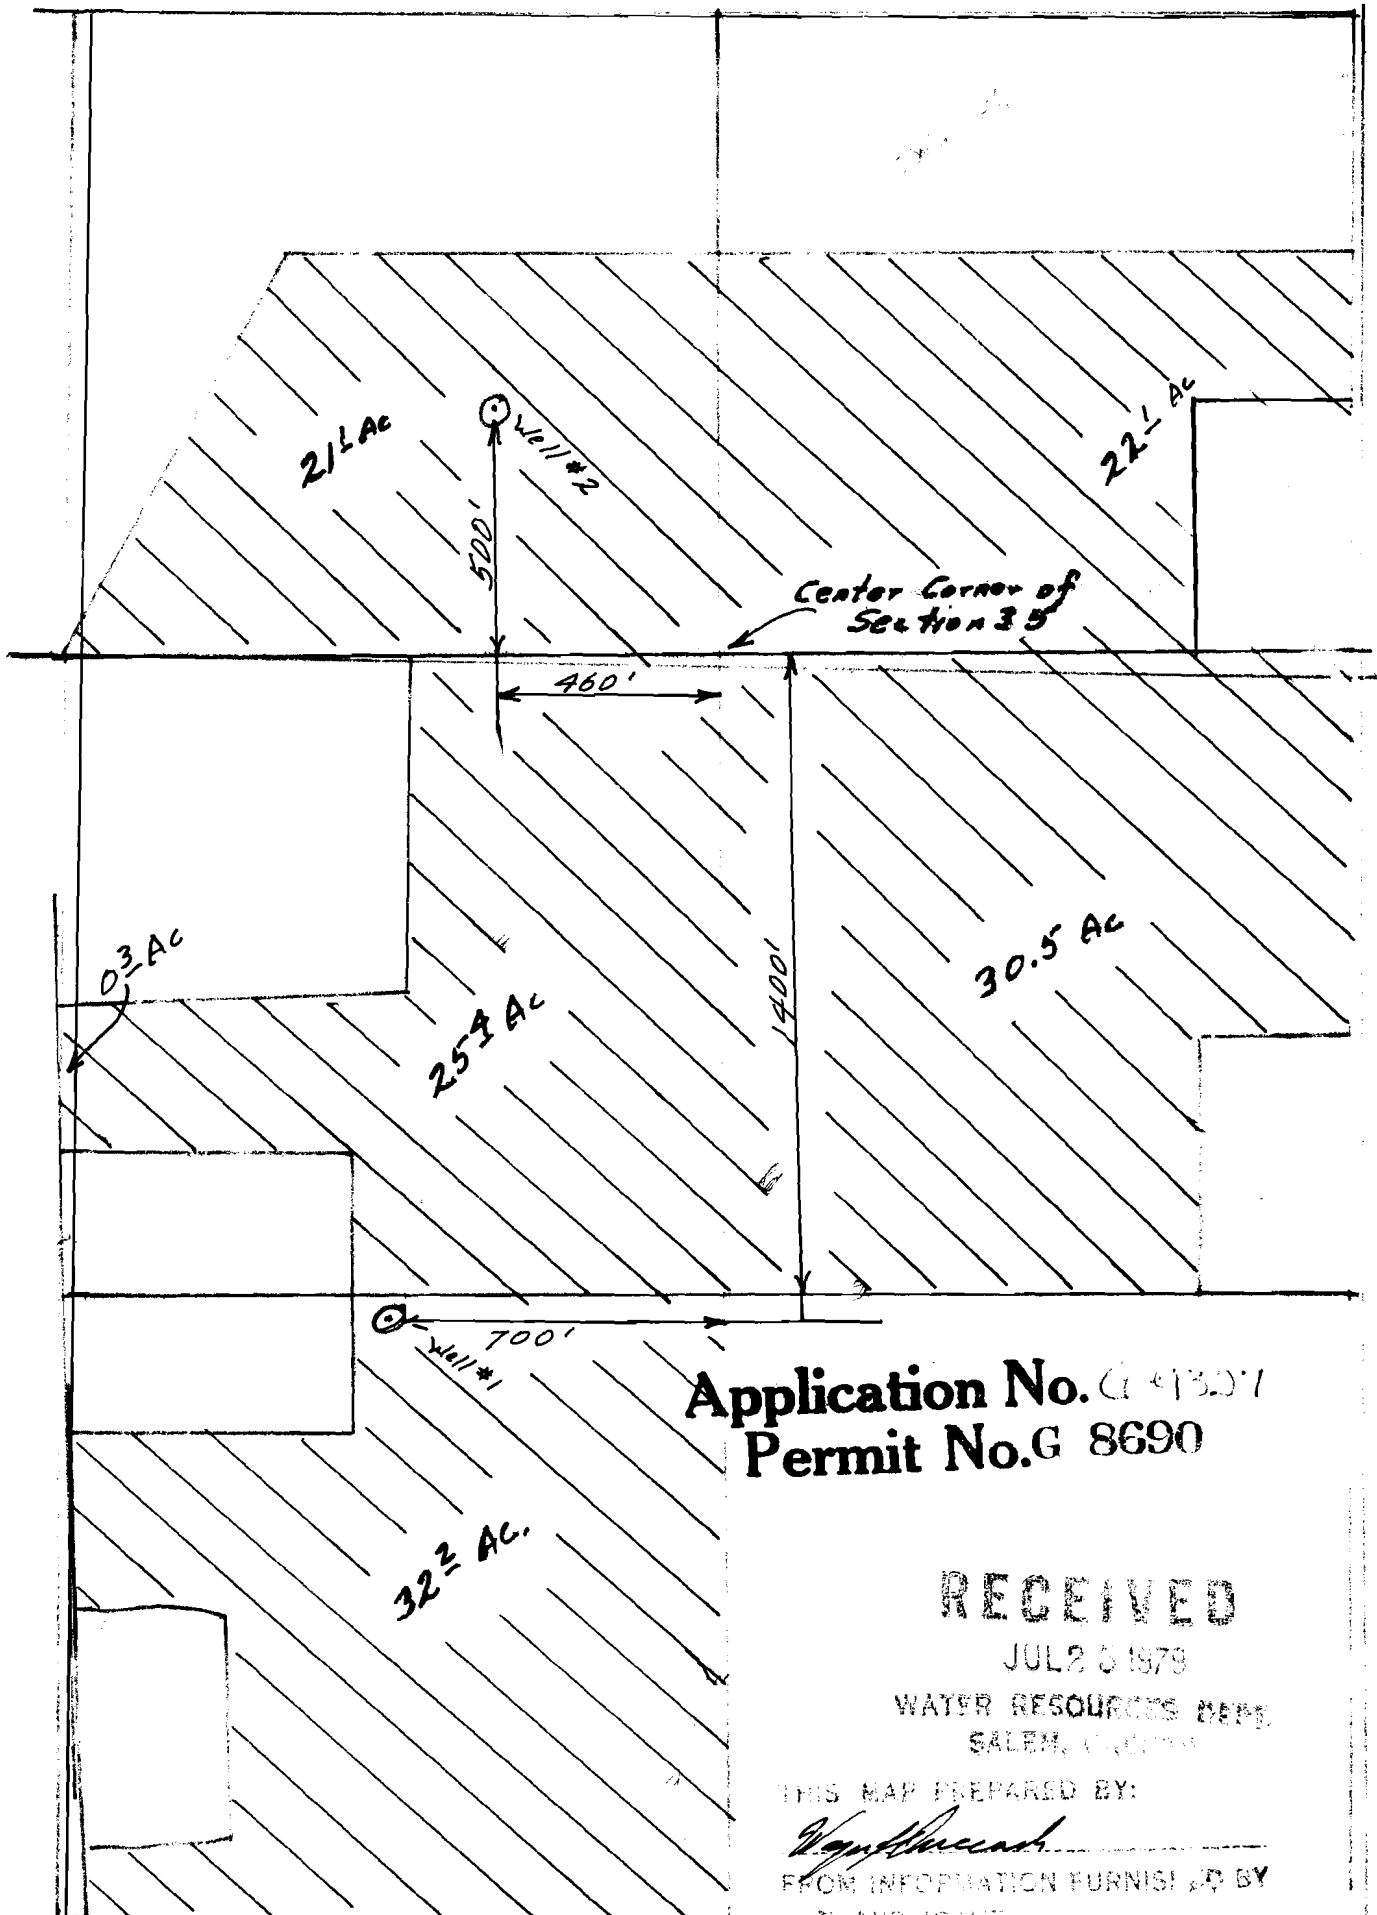 21 1 Ac
Well #2
22 1 Ac
500'
Center Corner of
Section 35
460'
0 3 Ac
1400'
30.5 Ac
25 4 Ac
700'
Well #1
Application No. G
Permit No. G 8690
32 2 Ac.
RECEIVED
JUL 25 1979
WATER RESOURCES DEPT.
SALEM,
THIS MAP PREPARED BY:
FROM INFORMATION FURNISHED BY